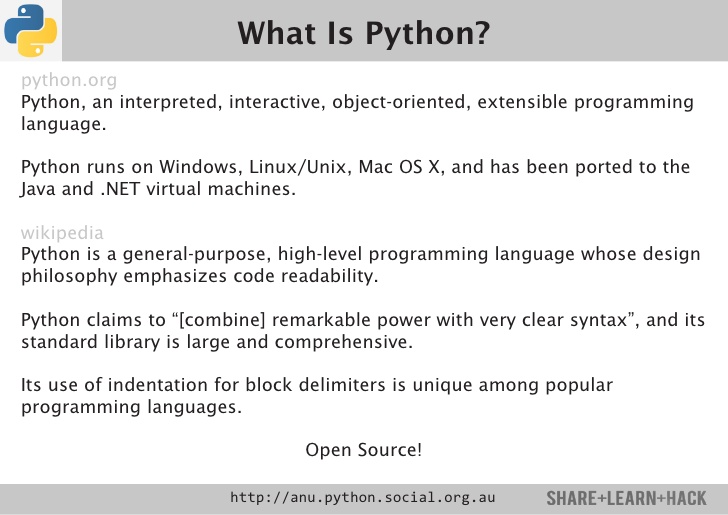 What Is Python?
python.org
Python, an interpreted, interactive, object-oriented, extensible programming
language.
Python runs on Windows, Linux/Unix, Mac OS X, and has been ported to the
Java and .NET virtual machines.
wikipedia
Python is a general-purpose, high-level programming language whose design
philosophy emphasizes code readability.
Python claims to “[combine] remarkable power with very clear syntax”, and its
standard library is large and comprehensive.
Its use of indentation for block delimiters is unique among popular
programming languages.
Open Source!
http://anu.python.social.org.au
SHARE+LEARN+HACK